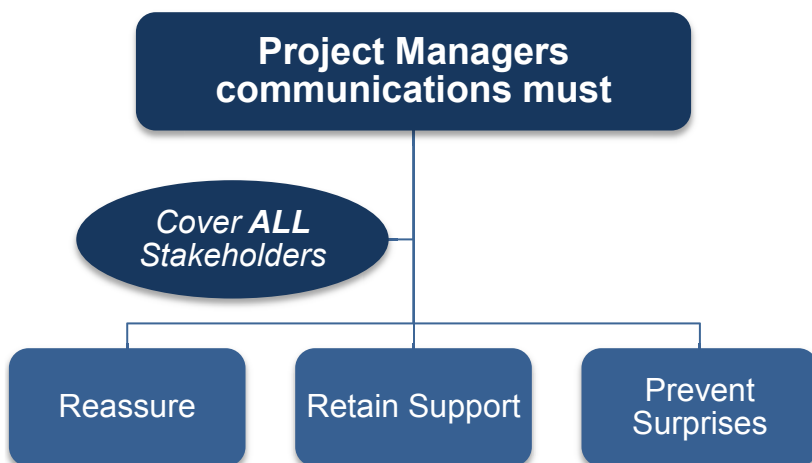 Project Managers
communications must
Cover ALL
Stakeholders
Reassure
Retain Support
Prevent
Surprises